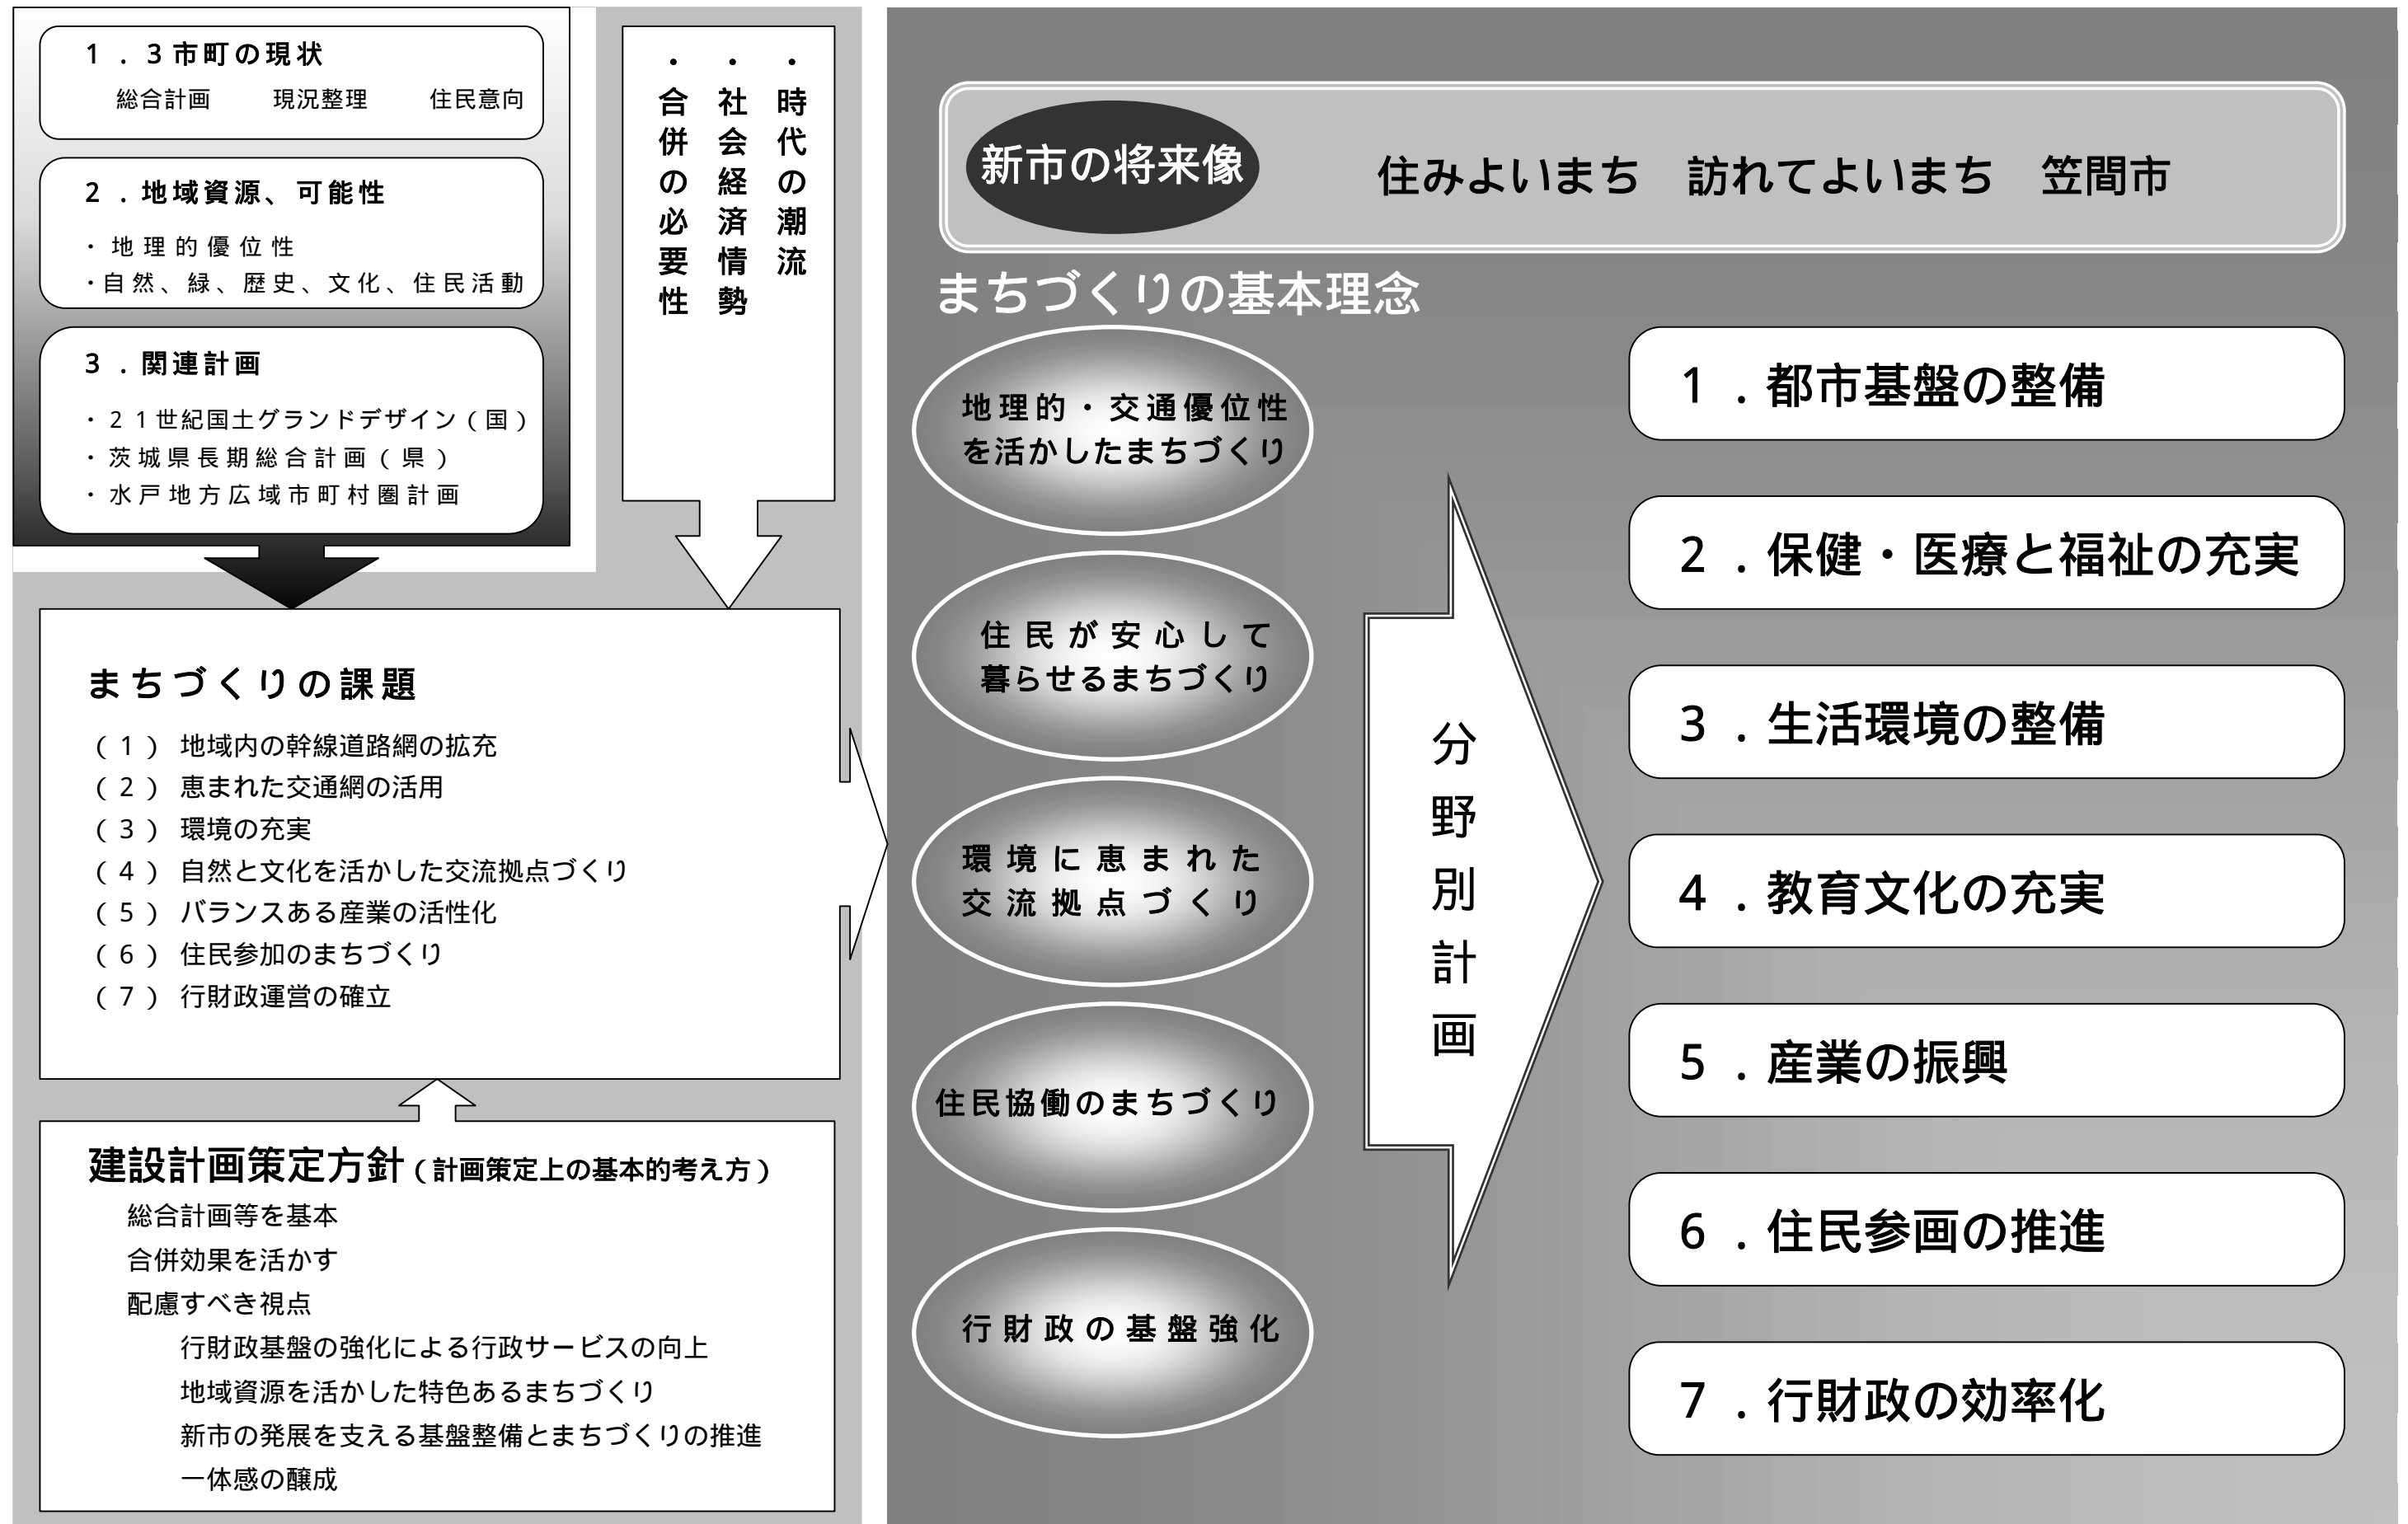 １．３市町の現状
総合計画　現況整理　住民意向
２．地域資源、可能性
・地理的優位性
・自然、緑、歴史、文化、住民活動
３．関連計画
・２１世紀国土グランドデザイン（国）
・茨城県長期総合計画（県）
・水戸地方広域市町村圏計画
・時代の潮流
・社会経済情勢
・合併の必要性
まちづくりの課題
（１）地域内の幹線道路網の拡充
（２）恵まれた交通網の活用
（３）環境の充実
（４）自然と文化を活かした交流拠点づくり
（５）バランスある産業の活性化
（６）住民参加のまちづくり
（７）行財政運営の確立
建設計画策定方針（計画策定上の基本的考え方）
総合計画等を基本
合併効果を活かす
配慮すべき視点
行財政基盤の強化による行政サービスの向上
地域資源を活かした特色あるまちづくり
新市の発展を支える基盤整備とまちづくりの推進
一体感の醸成
新市の将来像
住みよいまち　訪れてよいまち　笠間市
まちづくりの基本理念
地理的・交通優位性
を活かしたまちづくり
住民が安心して
暮らせるまちづくり
環境に恵まれた
交流拠点づくり
住民協働のまちづくり
行財政の基盤強化
分野別計画
１．都市基盤の整備
２．保健・医療と福祉の充実
３．生活環境の整備
４．教育文化の充実
５．産業の振興
６．住民参画の推進
７．行財政の効率化